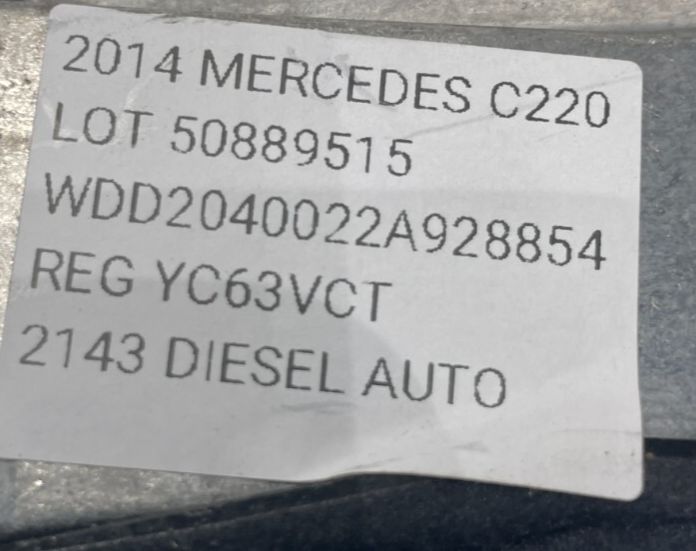 2014 MERCEDES C220
LOT 50889515
WDD2040022A928854
REG YC63VCT
2143 DIESEL AUTO